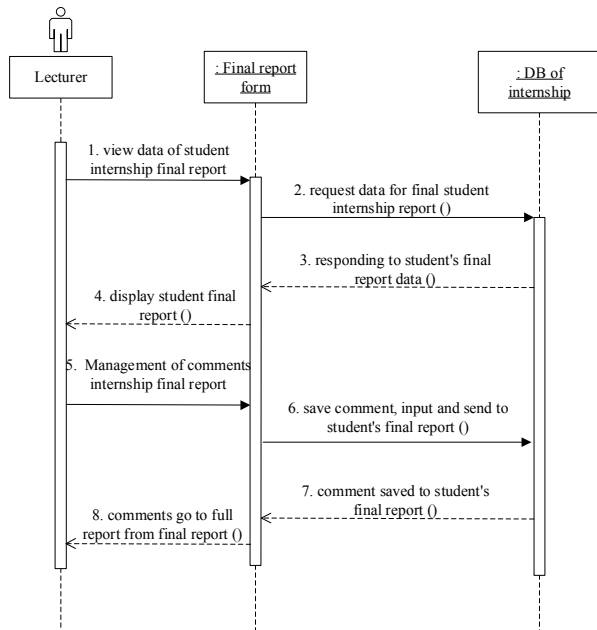 Lecturer
: Final report
form
: DB of
internship
1. view data of student
internship final report
2. request data for final student
internship report ()
3. responding to student's final
report data ()
4. display student final
report ()
5. Management of comments
internship final report
6. save comment, input and send to
student's final report ()
7. comment saved to student's
final report ()
8. comments go to full
report from final report ()